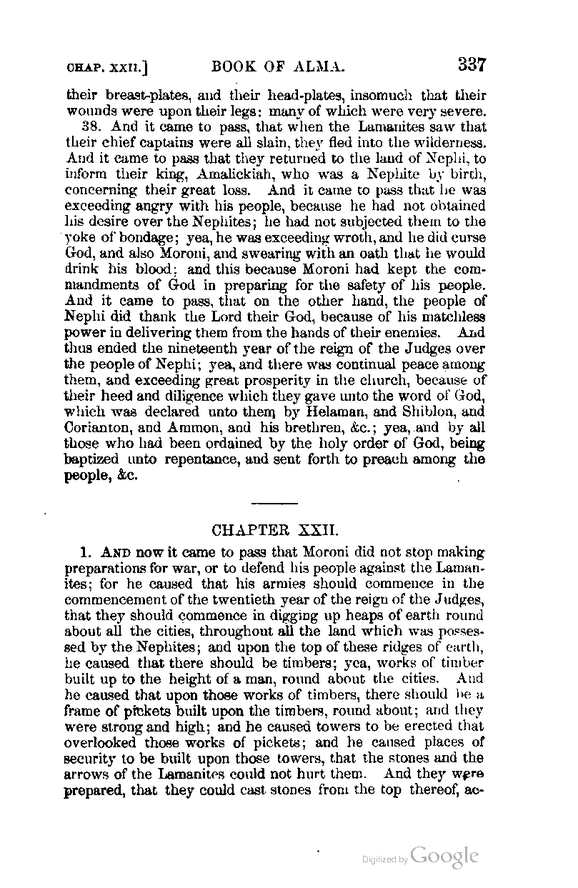 CHAP. XXII.] BOOK OF ALMA. 337
their breast-plates, and their head-plates, insomuch that their
wounds were upon their legs: many of which were very severe.
38. And it came to pass, that when the Lamanites saw that
their chief captains were all slain, they fled into the wilderness.
And it came to pass that they returned to the land of Nephi, to
inform their king, Amalickiah, who was a Nephite by birth,
concerning their great loss. And it came to pass that he was
exceeding angry with his people, because he had not obtained
his desire over the Nephites; he had not subjected them to the
yoke of bondage; yea, he was exceeding wroth, and he did curse
God, and also Moroni, and swearing with an oath that he would
drink his blood; and this because Moroni had kept the com-
mandments of God in preparing for the safety of his people.
And it came to pass, that on the other hand, the people of
Nephi did thank the Lord their God, because of his matchless
power in delivering them from the hands of their enemies. And
thus ended the nineteenth year of the reign of the Judges over
the people of Nephi; yea, and there was continual peace among
them, and exceeding great prosperity in the church, because of
their heed and diligence which they gave unto the word of God,
which was declared unto them by Helaman, and Shiblon, and
Corianton, and Ammon, and his brethren, &c.; yea, and by all
those who had been ordained by the holy order of God, being
baptized unto repentance, and sent forth to preach among the
people, &c.
CHAPTER XXII.
1. AND now it came to pass that Moroni did not stop making
preparations for war, or to defend his people against the Laman-
ites; for he caused that his armies should commence in the
commencement of the twentieth year of the reign of the Judges,
that they should commence in digging up heaps of earth round
about all the cities, throughout all the land which was posses-
sed by the Nephites; and upon the top of these ridges of earth,
he caused that there should be timbers; yea, works of timber
built up to the height of a man, round about the cities. And
he caused that upon those works of timbers, there should be a
frame of pickets built upon the timbers, round about; and they
were strong and high; and he caused towers to be erected that
overlooked those works of pickets; and he caused places of
security to be built upon those towers, that the stones and the
arrows of the Lamanites could not hurt them. And they were
prepared, that they could cast stones from the top thereof, ac-
Digitized by Google